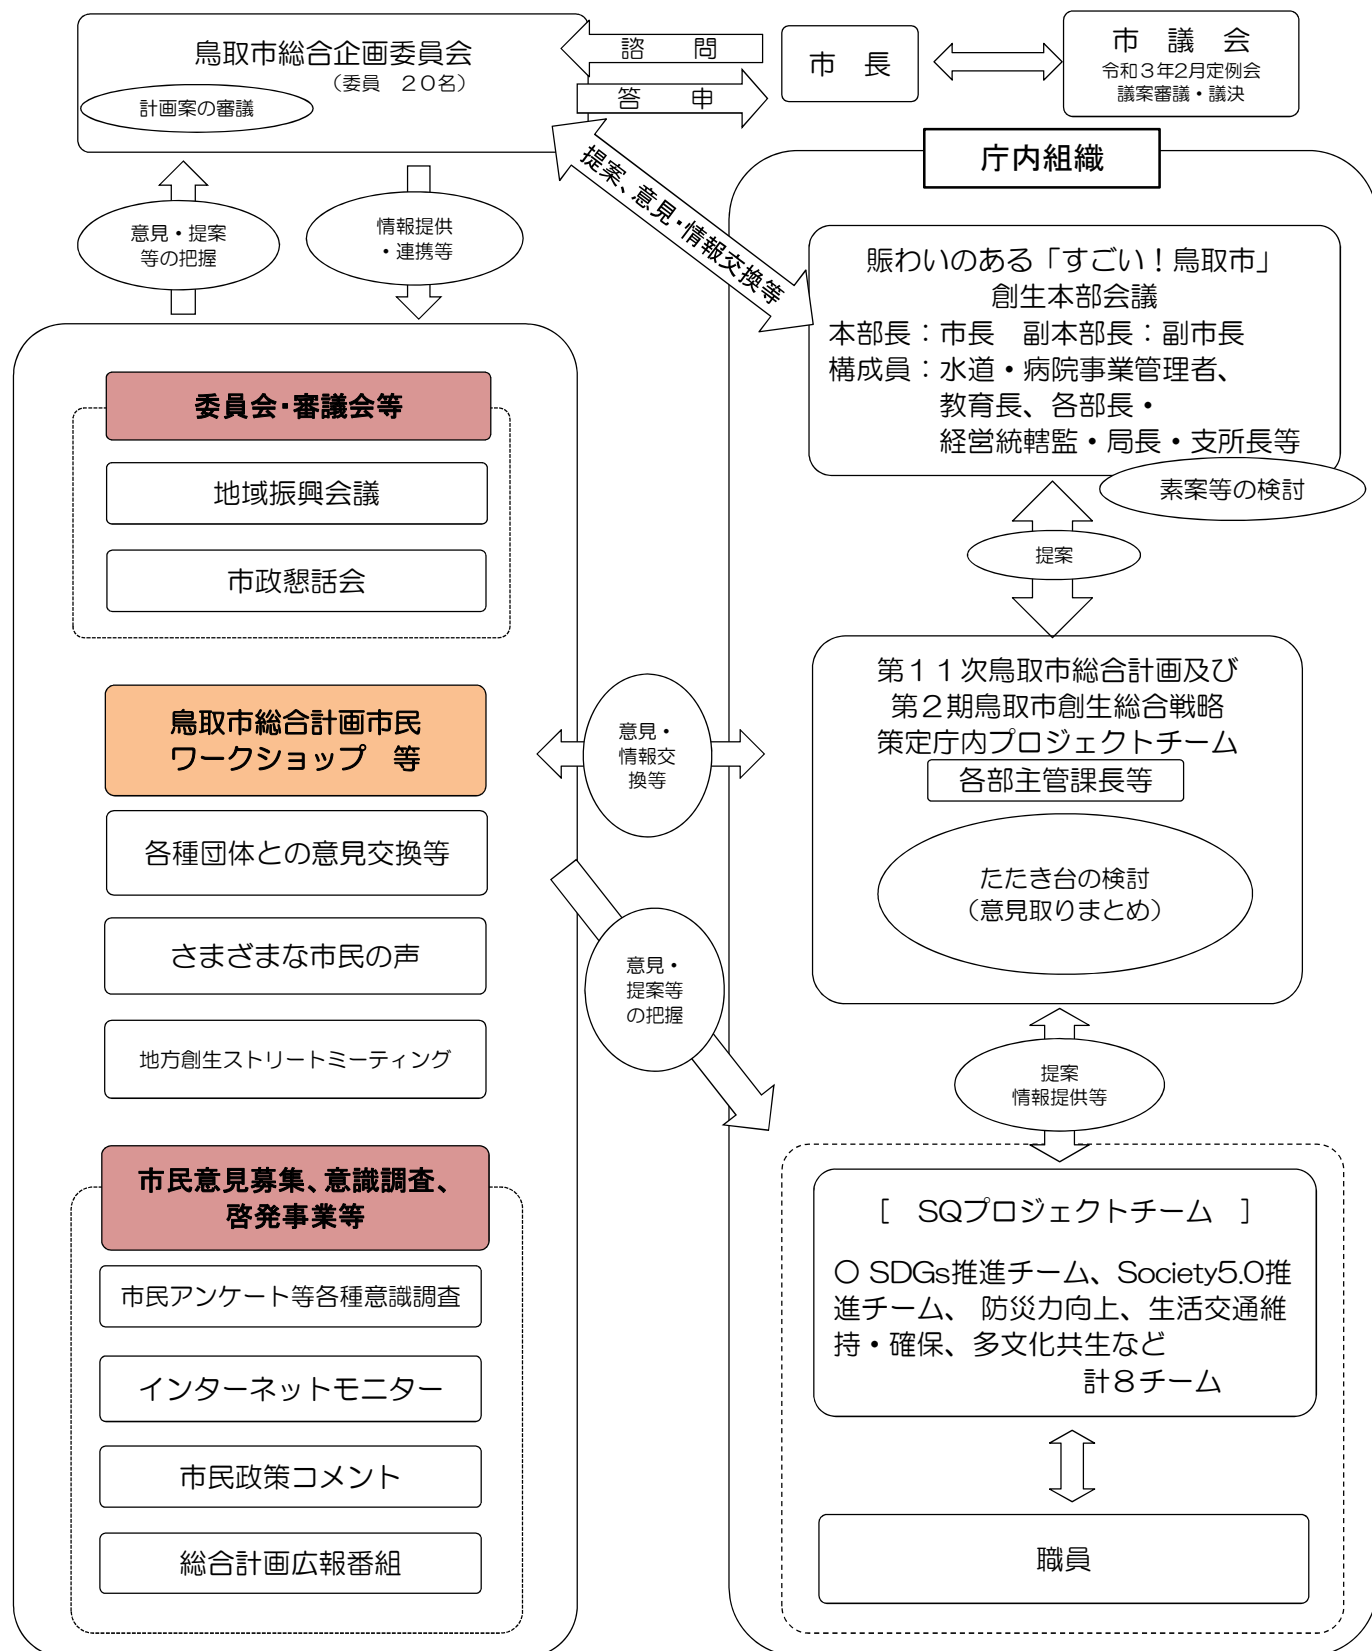 鳥取市総合企画委員会
（委員　２０名）
計画案の審議
諮　問
答　申
市　長
市　議　会
令和３年2月定例会
議案審議・議決
意見・提案
等の把握
情報提供
・連携等
提案、意見・情報交換等
庁内組織
賑わいのある「すごい！鳥取市」
創生本部会議
本部長：市長　副本部長：副市長
構成員：水道・病院事業管理者、
教育長、各部長・
経営統轄監・局長・支所長等
素案等の検討
提案
委員会・審議会等
地域振興会議
市政懇話会
鳥取市総合計画市民
ワークショップ　等
各種団体との意見交換等
さまざまな市民の声
地方創生ストリートミーティング
意見・
情報交
換等
意見・
提案等
の把握
第１１次鳥取市総合計画及び
第２期鳥取市創生総合戦略
策定庁内プロジェクトチーム
各部主管課長等
たたき台の検討
（意見取りまとめ）
提案
情報提供等
市民意見募集、意識調査、
啓発事業等
市民アンケート等各種意識調査
インターネットモニター
市民政策コメント
総合計画広報番組
［　SQプロジェクトチーム　］
○ SDGs推進チーム、Society5.0推
進チーム、 防災力向上、生活交通維
持・確保、多文化共生など
計８チーム
職員